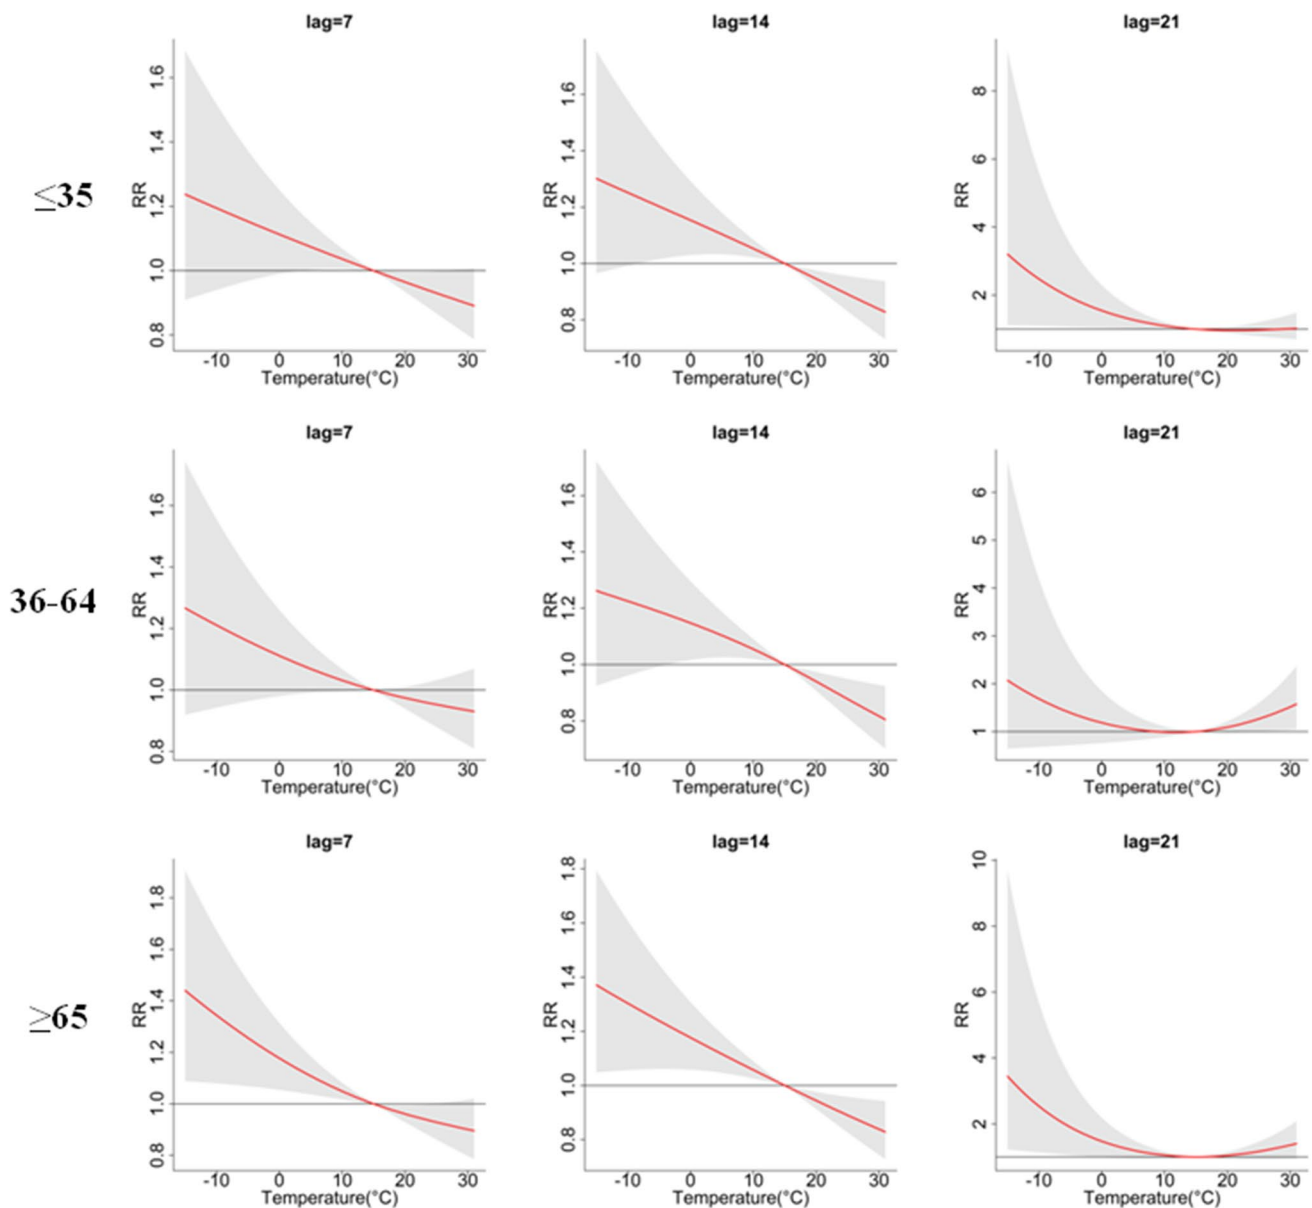 lag=7 lag=14 lag=21
≤35
RR
0.8 1.0 1.2 1.4 1.6
-10 0 10 20 30
Temperature(°C)
RR
0.8 1.0 1.2 1.4 1.6
-10 0 10 20 30
Temperature(°C)
RR
2 4 6 8
-10 0 10 20 30
Temperature(°C)
lag=7 lag=14 lag=21
36-64
RR
0.8 1.0 1.2 1.4 1.6
-10 0 10 20 30
Temperature(°C)
RR
0.8 1.0 1.2 1.4 1.6
-10 0 10 20 30
Temperature(°C)
RR
1 2 3 4 5 6
-10 0 10 20 30
Temperature(°C)
lag=7 lag=14 lag=21
≥65
RR
0.8 1.0 1.2 1.4 1.6 1.8
-10 0 10 20 30
Temperature(°C)
RR
0.8 1.0 1.2 1.4 1.6 1.8
-10 0 10 20 30
Temperature(°C)
RR
2 4 6 8 10
-10 0 10 20 30
Temperature(°C)